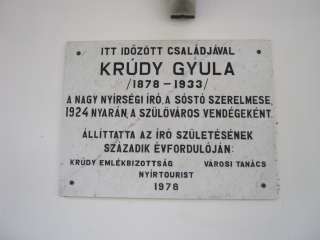 ITT IDŐZÖTT CSALÁDJÁVAL
KRÚDY GYULA
/1878-1933/
A NAGY NYÍRSÉGI ÍRÓ, A SÓSTÓ SZERELMESE,
1924 NYARÁN, A SZÜLŐVÁROS VENDÉGEKÉNT.
ÁLLÍTTATTA AZ ÍRÓ SZÜLETÉSÉNEK
SZÁZADIK ÉVFORDULÓJÁN:
KRÚDY EMLÉKBIZOTTSÁG VÁROSI TANÁCS
NYÍRTOURIST
1978